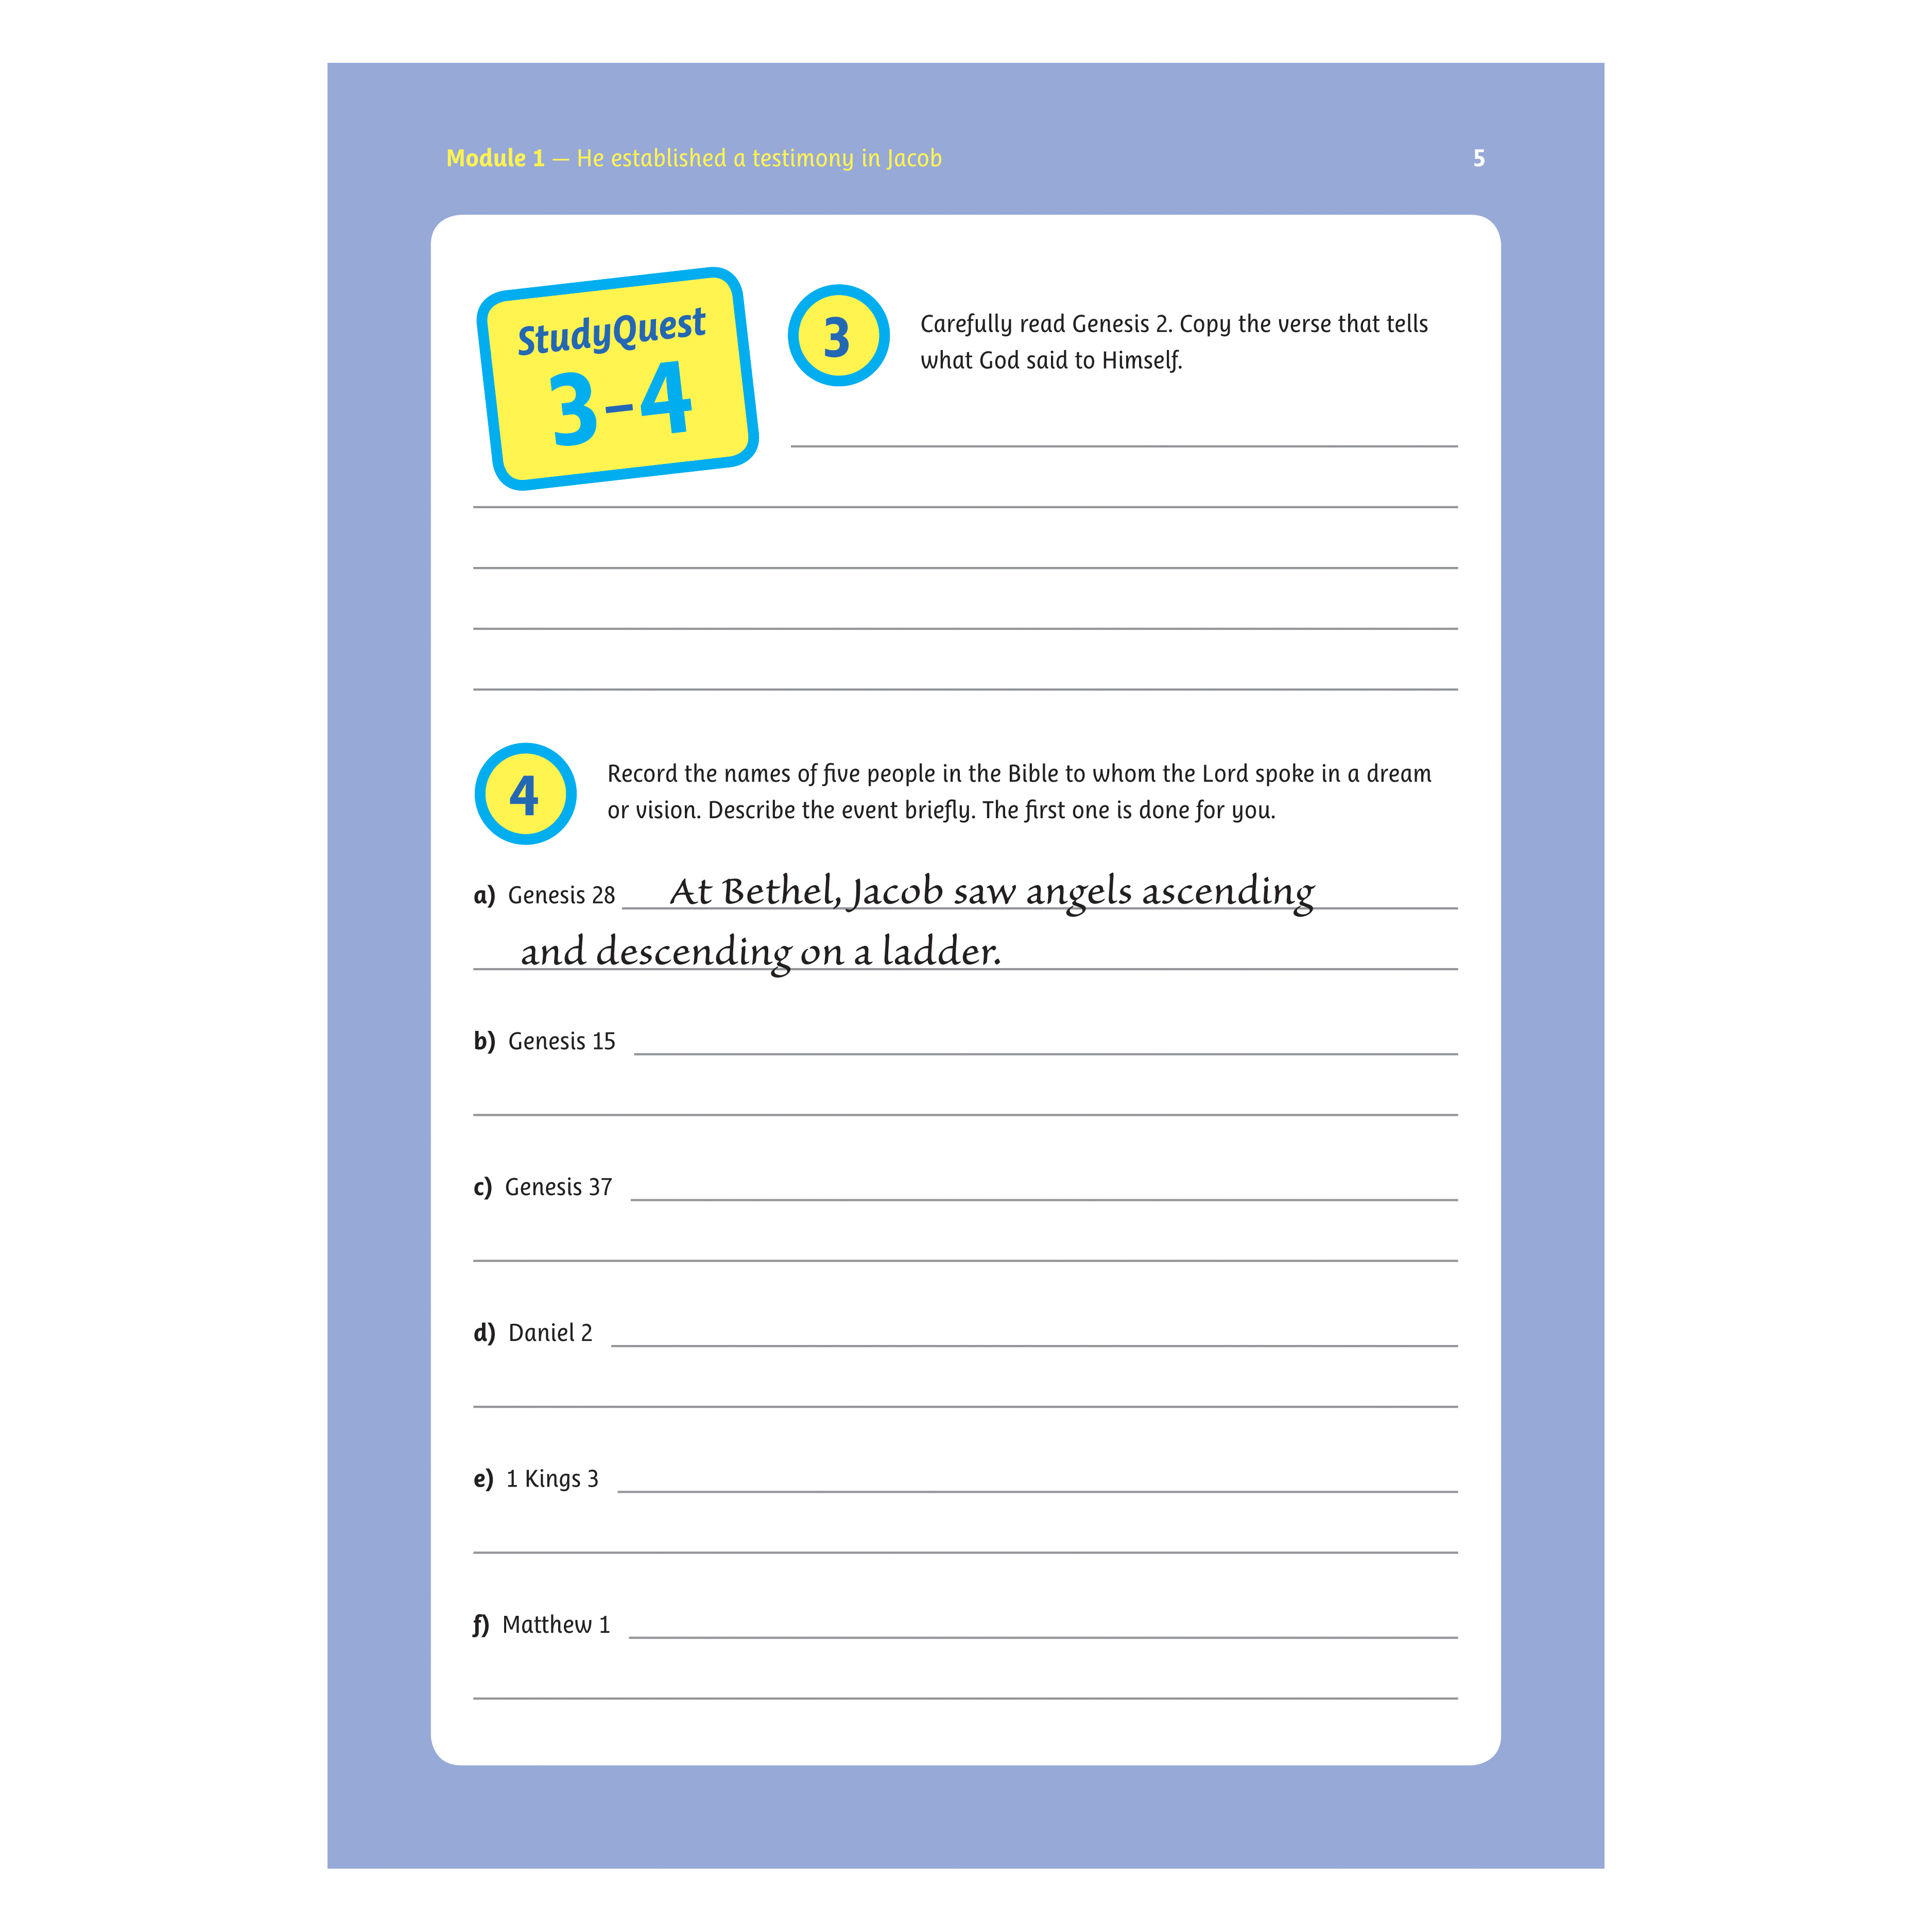 Module 1 — He established a testimony in Jacob
5
StudyQuest
3–4
3
Carefully read Genesis 2. Copy the verse that tells
what God said to Himself.
4
Record the names of five people in the Bible to whom the Lord spoke in a dream
or vision. Describe the event briefly. The first one is done for you.
a) Genesis 28 At Bethel, Jacob saw angels ascending
and descending on a ladder.
b) Genesis 15
c) Genesis 37
d) Daniel 2
e) 1 Kings 3
f) Matthew 1